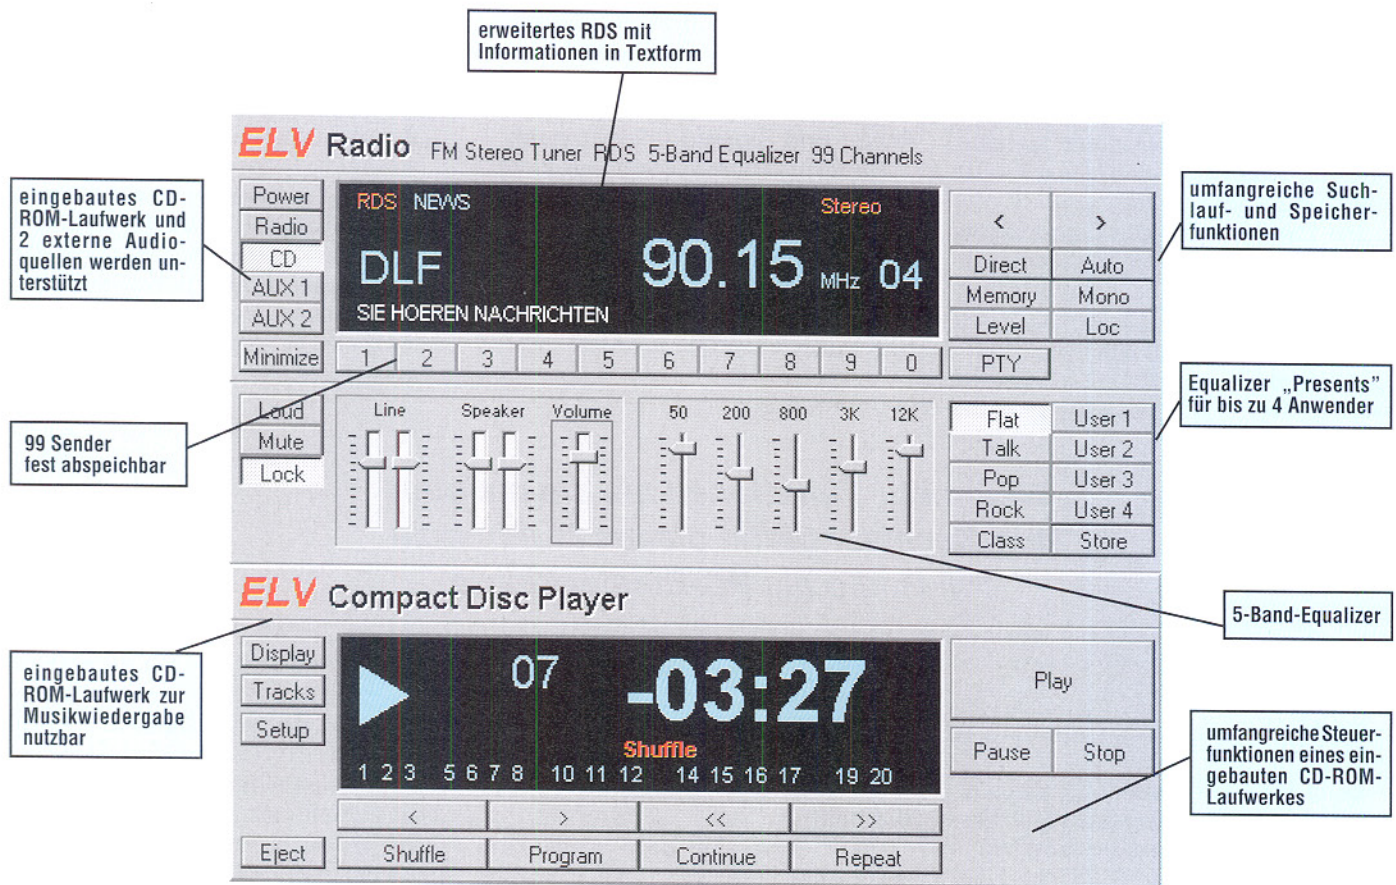 erweitertes RDS mit
Informationen in Textform
ELV Radio FM Stereo Tuner RDS 5-Band Equalizer 99 Channels
eingebautes CD-
ROM-Laufwerk und
2 externe Audio-
quellen werden un-
terstützt
Power
Radio
CD
AUX 1
AUX 2
Minimize
RDS NEWS Stereo
DLF 90.15 MHz 04
SIE HOEREN NACHRICHTEN
1 2 3 4 5 6 7 8 9 0
< >
Direct Auto
Memory Mono
Level Loc
PTY
umfangreiche Such-
lauf- und Speicher-
funktionen
99 Sender
fest abspeichbar
Loud
Mute
Lock
Line Speaker Volume
50 200 800 3K 12K
Flat User 1
Talk User 2
Pop User 3
Rock User 4
Class Store
Equalizer „Presents”
für bis zu 4 Anwender
5-Band-Equalizer
ELV Compact Disc Player
eingebautes CD-
ROM-Laufwerk zur
Musikwiedergabe
nutzbar
Display
Tracks
Setup
Eject
07 -03:27
Shuffle
1 2 3 5 6 7 8 10 11 12 14 15 16 17 19 20
< > << >>
Shuffle Program Continue Repeat
Play
Pause Stop
umfangreiche Steuer-
funktionen eines ein-
gebauten CD-ROM-
Laufwerkes